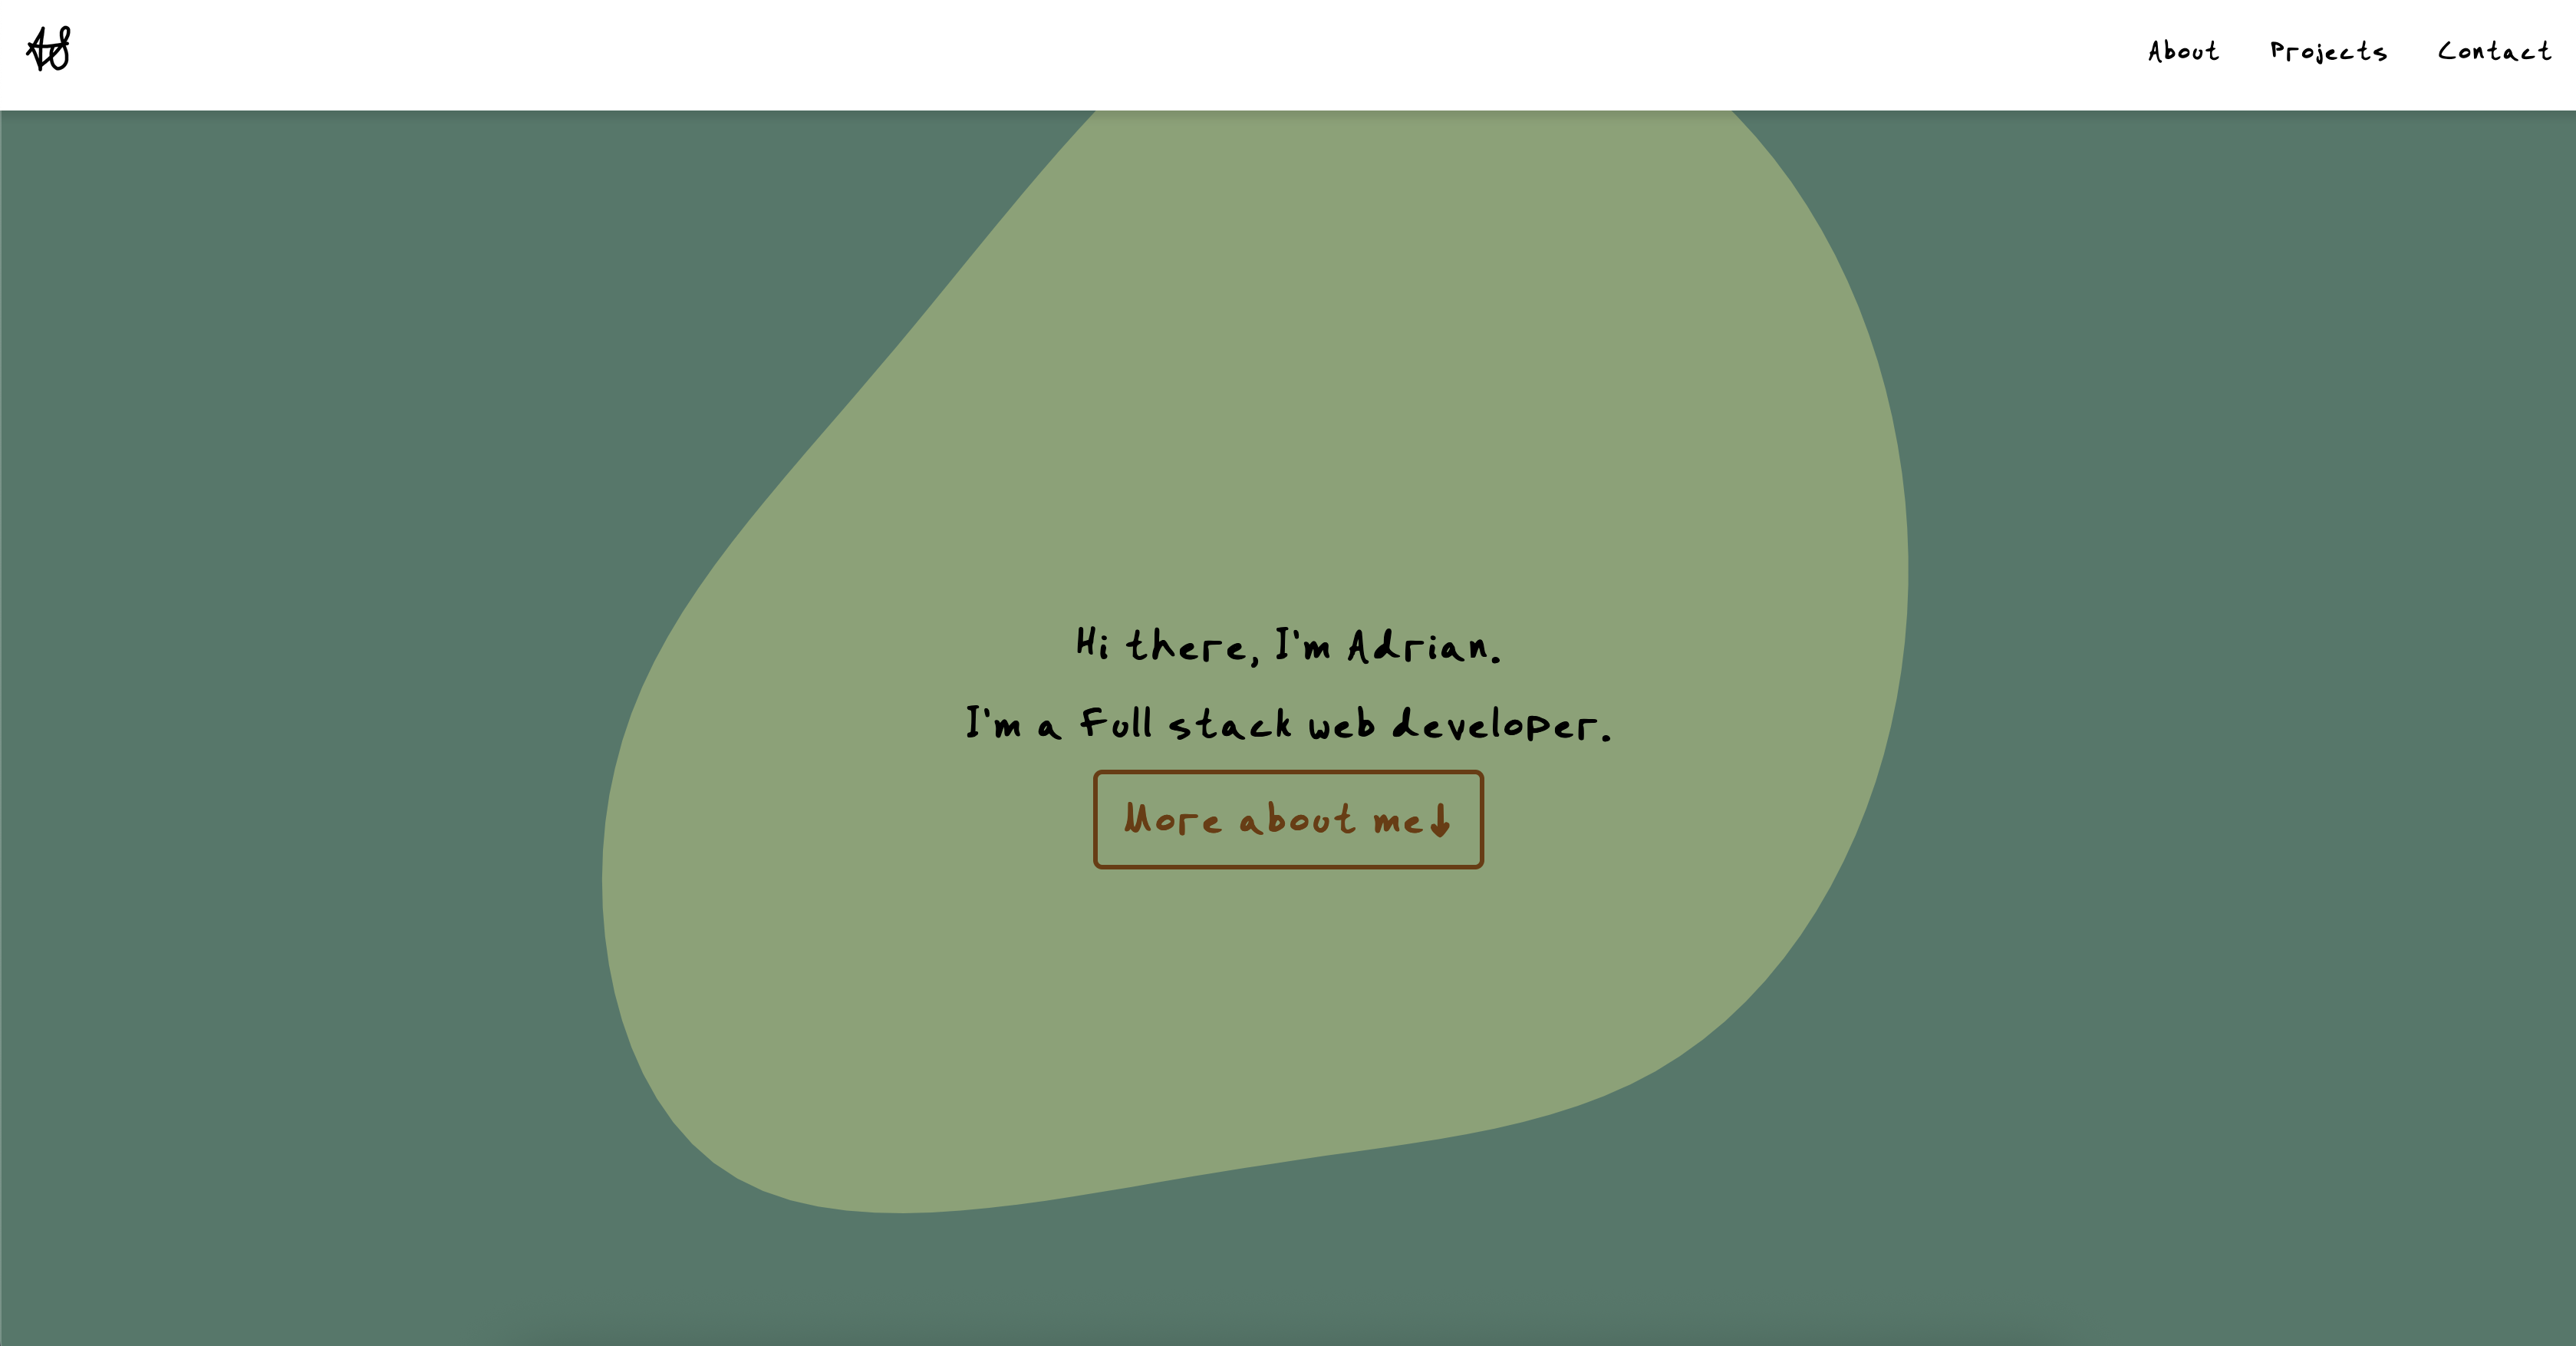 AS
About Projects Contact
Hi there, I'm Adrian.
I'm a full stack web developer.
More about me↓